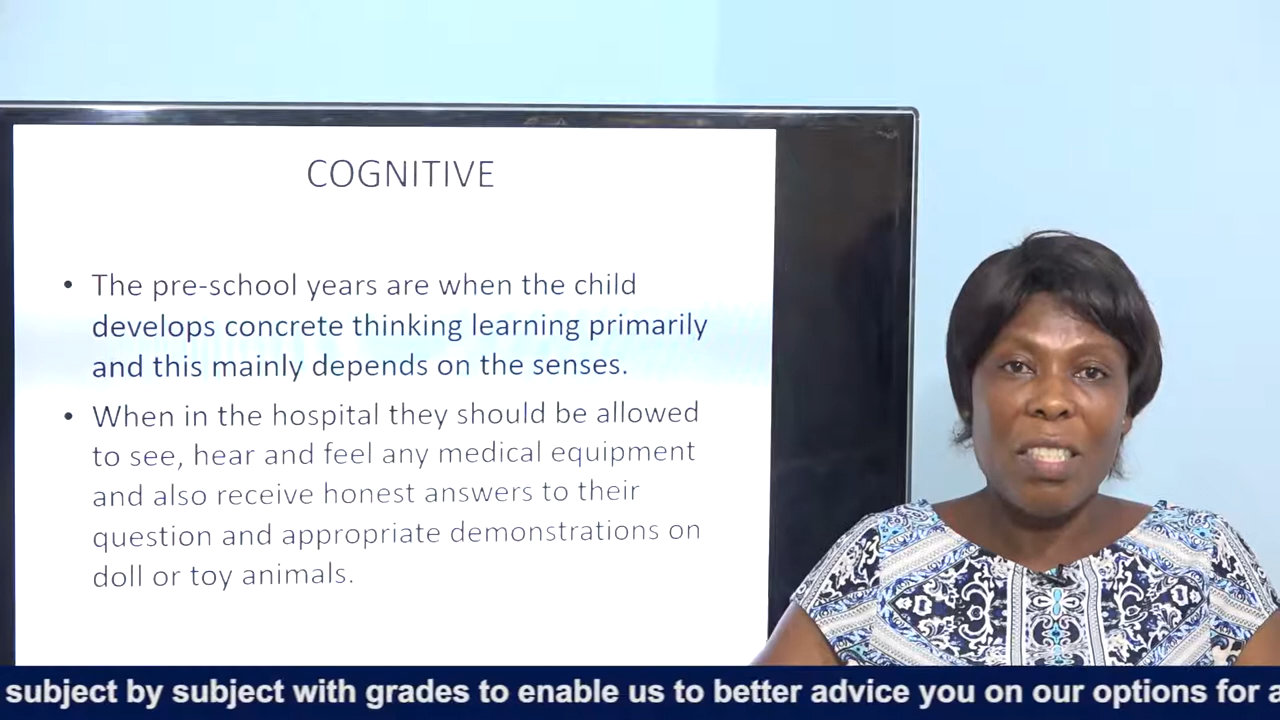 COGNITIVE
• The pre-school years are when the child
develops concrete thinking learning primarily
and this mainly depends on the senses.
• When in the hospital they should be allowed
to see, hear and feel any medical equipment
and also receive honest answers to their
question and appropriate demonstrations on
doll or toy animals.
subject by subject with grades to enable us to better advice you on our options for a